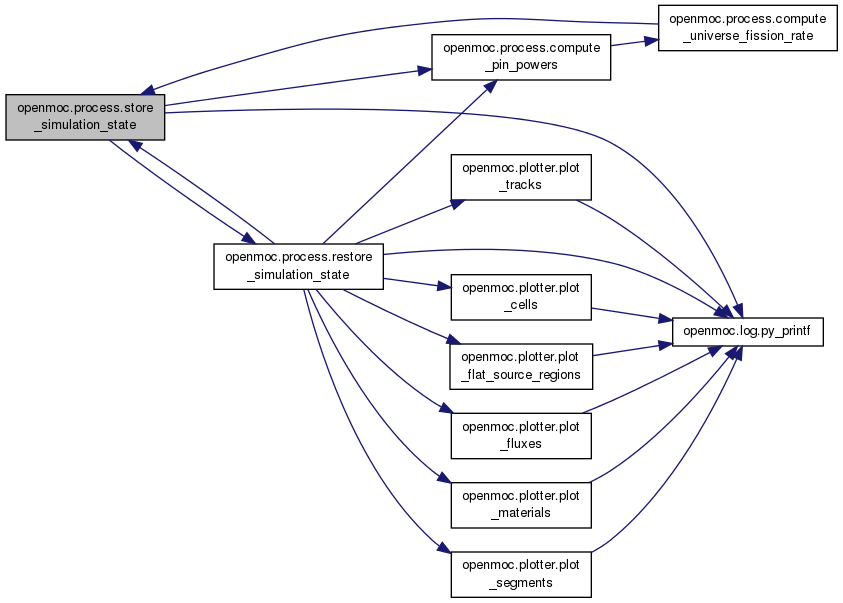 openmoc.process.compute
_universe_fission_rate
openmoc.process.compute
_pin_powers
openmoc.process.store
_simulation_state
openmoc.plotter.plot
_tracks
openmoc.process.restore
_simulation_state
openmoc.plotter.plot
_cells
openmoc.log.py_printf
openmoc.plotter.plot
_flat_source_regions
openmoc.plotter.plot
_fluxes
openmoc.plotter.plot
_materials
openmoc.plotter.plot
_segments